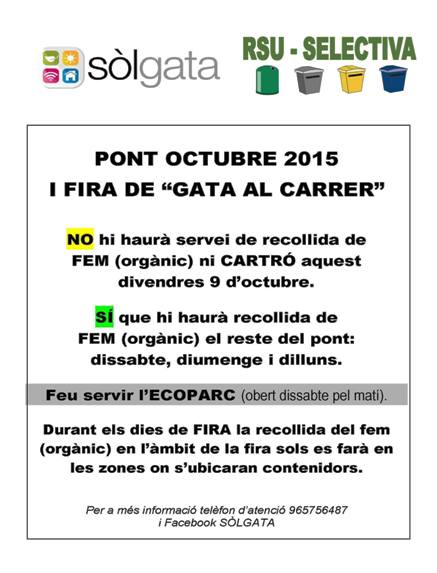 sòlgata
RSU - SELECTIVA
PONT OCTUBRE 2015
I FIRA DE “GATA AL CARRER”
NO hi haurà servei de recollida de
FEM (orgànic) ni CARTRÓ aquest
divendres 9 d’octubre.
SÍ que hi haurà recollida de
FEM (orgànic) el reste del pont:
dissabte, diumenge i dilluns.
Feu servir l’ECOPARC (obert dissabte pel matí).
Durant els dies de FIRA la recollida del fem
(orgànic) en l’àmbit de la fira sols es farà en
les zones on s’ubicaran contenidors.
Per a més informació telèfon d’atenció 965756487
i Facebook SÒLGATA